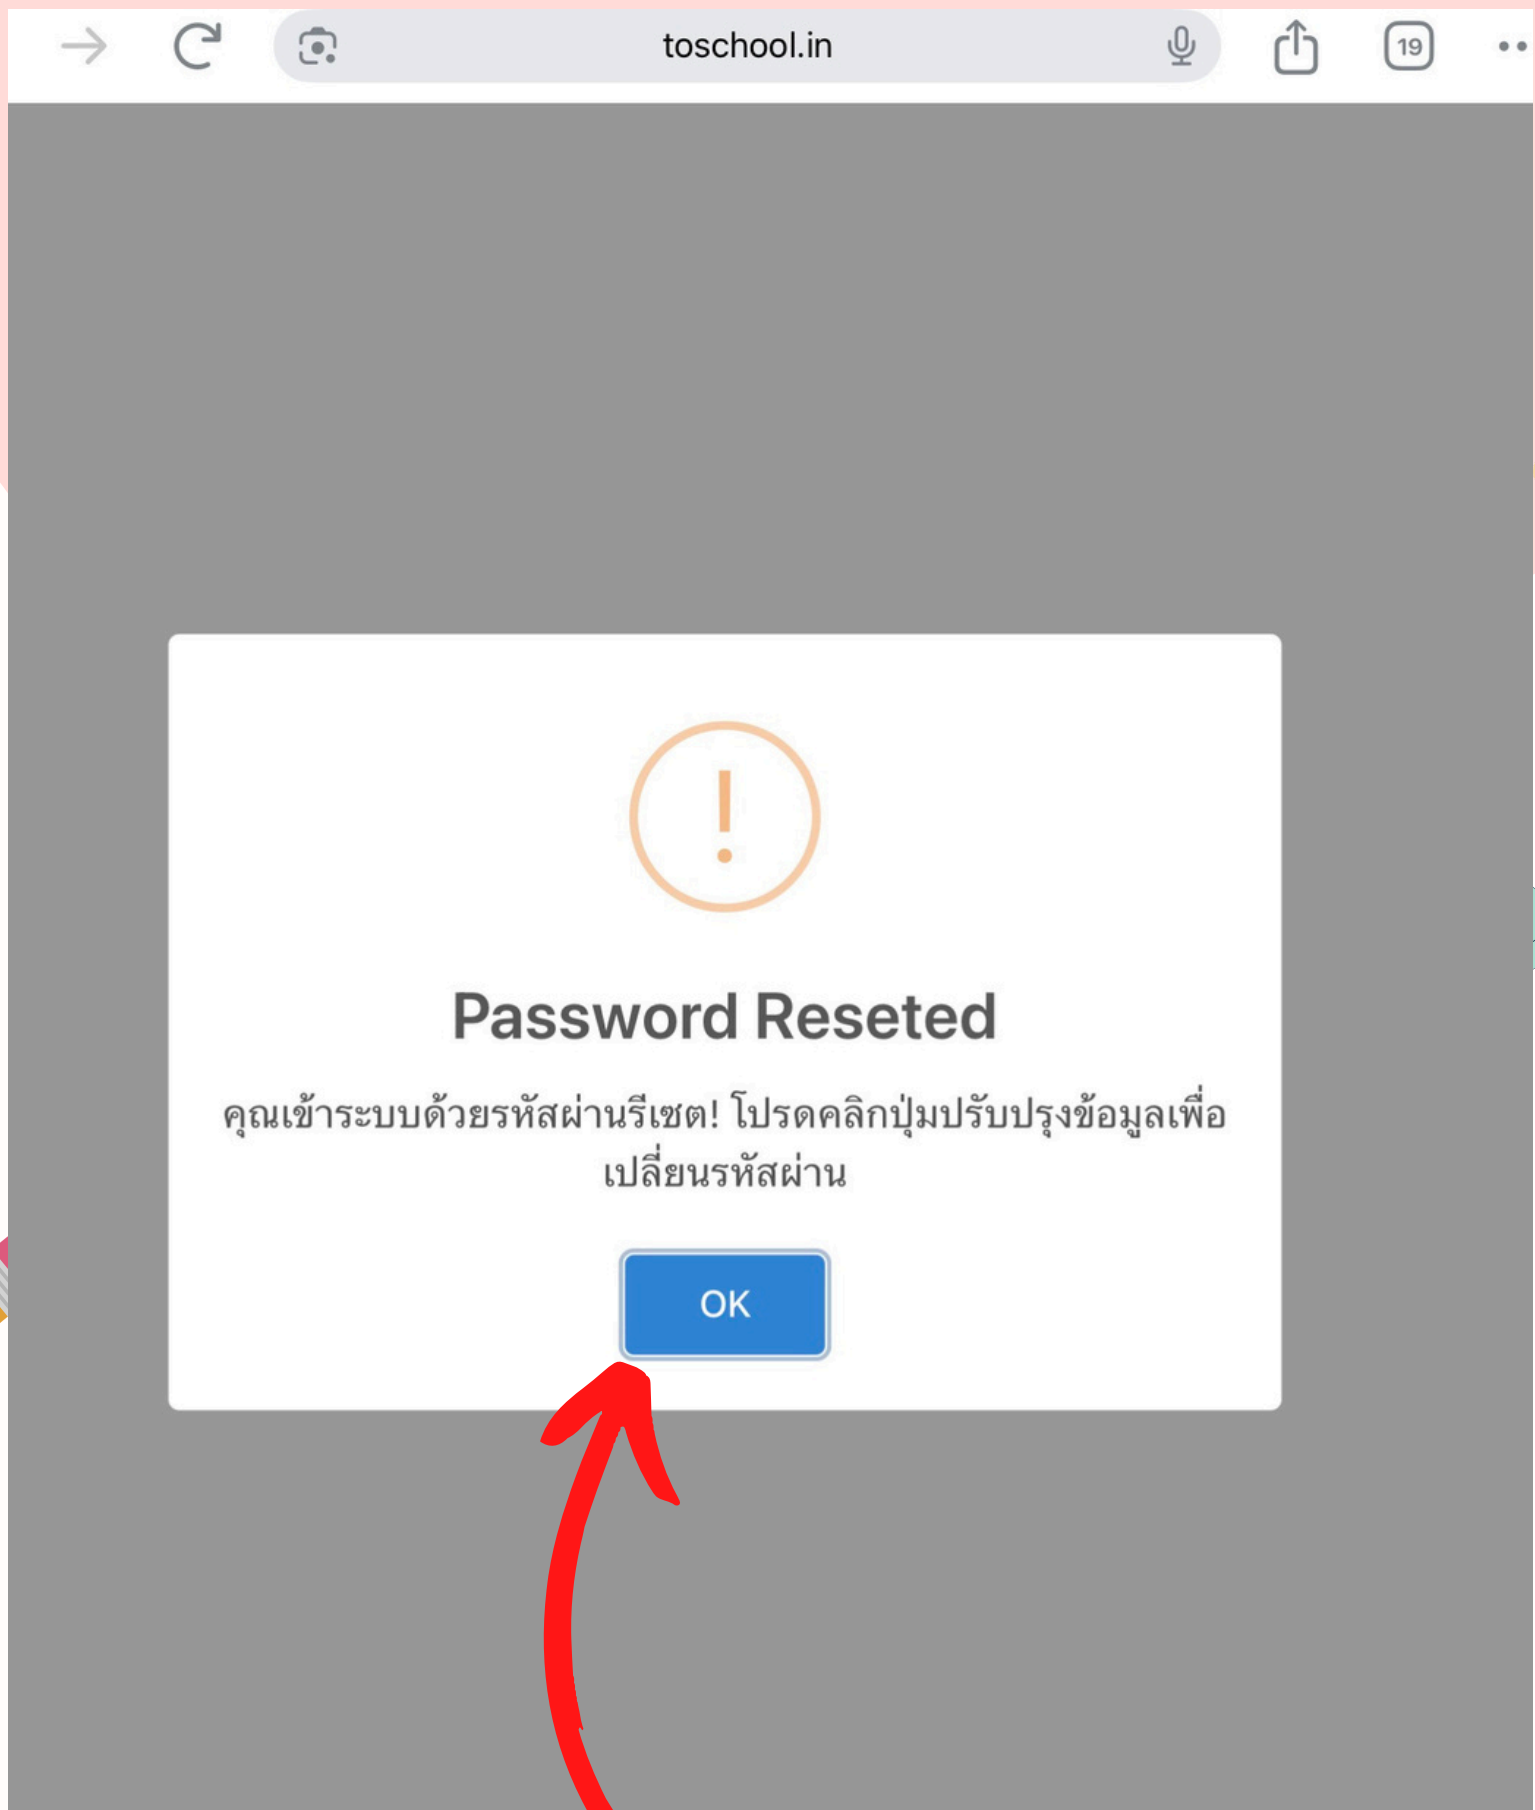 toschool.in
19
Password Reseted
คุณเข้าระบบด้วยรหัสผ่านรีเซต! โปรดคลิกปุ่มปรับปรุงข้อมูลเพื่อ
เปลี่ยนรหัสผ่าน
OK